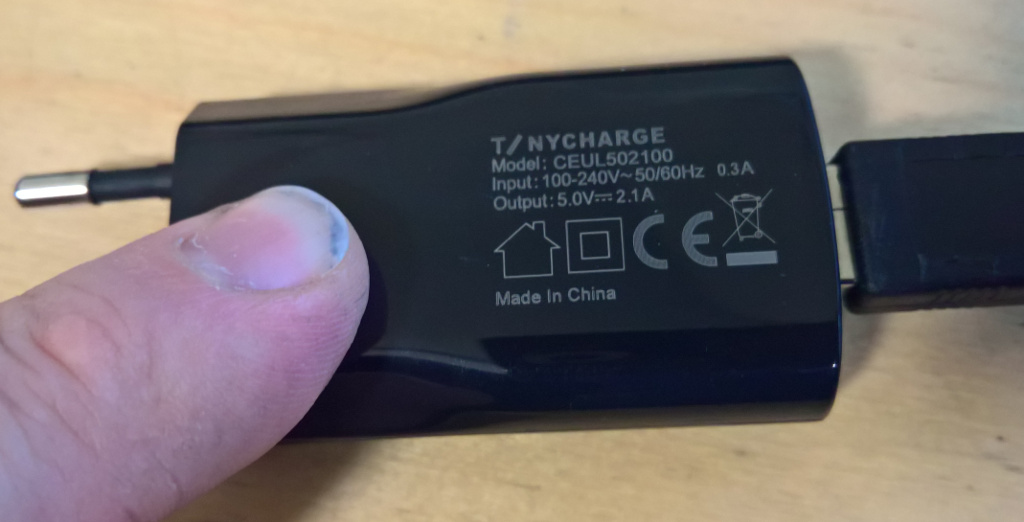 T/NYCHARGE
Model: CEUL502100
Input: 100-240V~50/60Hz 0.3A
Output: 5.0V⎓2.1A
CE
Made In China